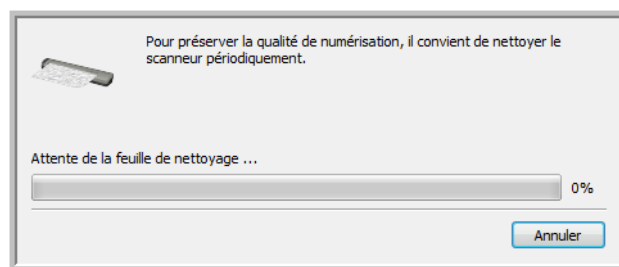 Pour préserver la qualité de numérisation, il convient de nettoyer le
scanneur périodiquement.
Attente de la feuille de nettoyage ...
0%
Annuler